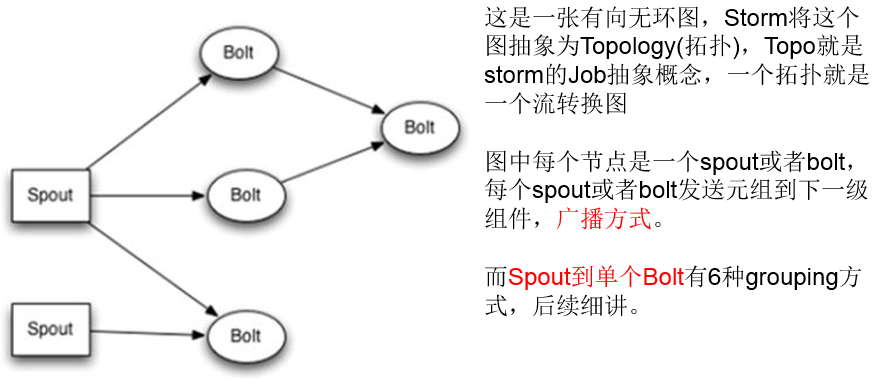 Bolt
Bolt
Spout
Bolt
Spout
Bolt
这是一张有向无环图，Storm将这个
图抽象为Topology(拓扑)，Topo就是
storm的Job抽象概念，一个拓扑就是
一个流转换图
图中每个节点是一个spout或者bolt，
每个spout或者bolt发送元组到下一级
组件，广播方式。
而Spout到单个Bolt有6种grouping方
式，后续细讲。